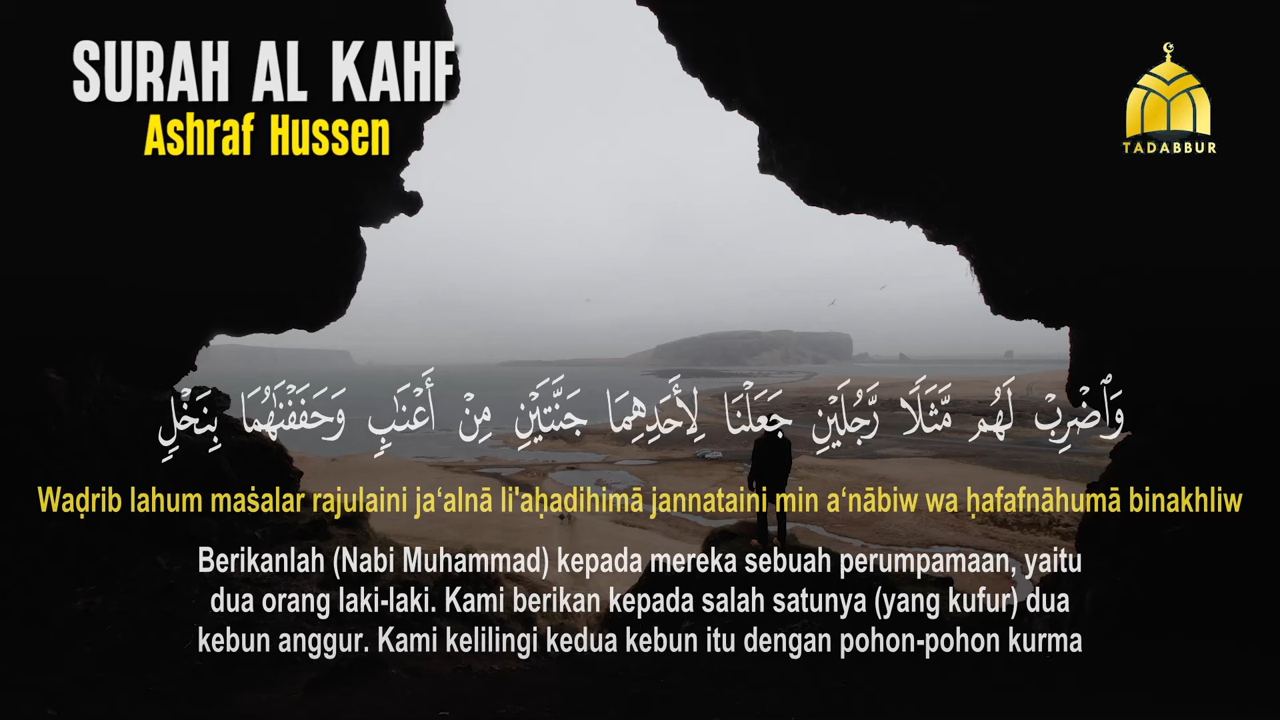 SURAH AL KAHF
Ashraf Hussen
TADABBUR
وَٱضْرِبْ لَهُم مَّثَلًا رَّجُلَيْنِ جَعَلْنَا لِأَحَدِهِمَا جَنَّتَيْنِ مِنْ أَعْنَٰبٍ وَحَفَفْنَٰهُمَا بِنَخْلٍ
Waḍrib lahum maṡalar rajulaini ja‘alnā li'aḥadihimā jannataini min a‘nābiw wa ḥafafnāhumā binakhliw
Berikanlah (Nabi Muhammad) kepada mereka sebuah perumpamaan, yaitu
dua orang laki-laki. Kami berikan kepada salah satunya (yang kufur) dua
kebun anggur. Kami kelilingi kedua kebun itu dengan pohon-pohon kurma